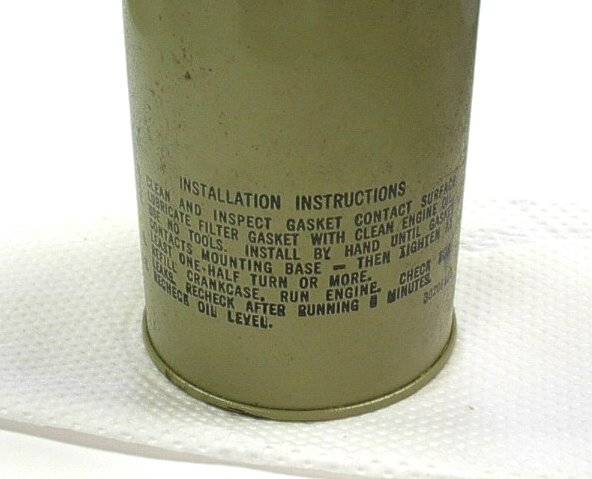 INSTALLATION INSTRUCTIONS
CLEAN AND INSPECT GASKET CONTACT SURFACE
LUBRICATE FILTER GASKET WITH CLEAN ENGINE OIL
USE NO TOOLS. INSTALL BY HAND UNTIL GASKET
CONTACTS MOUNTING BASE — THEN TIGHTEN AT
LEAST ONE-HALF TURN OR MORE.
REFILL CRANKCASE. RUN ENGINE. CHECK FOR
LEAKS. RECHECK AFTER RUNNING 5 MINUTES.
RECHECK OIL LEVEL.